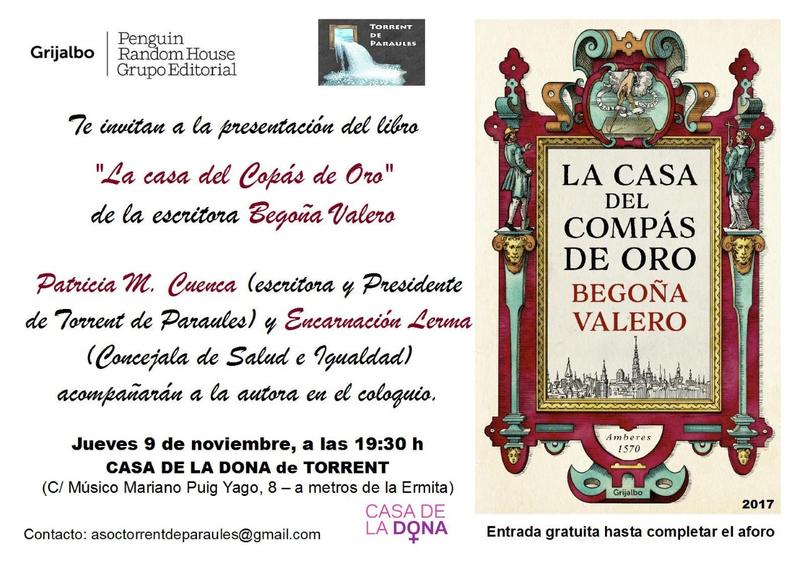 Grijalbo
Penguin
Random House
Grupo Editorial
TORRENT
DE
PARAULES
Te invitan a la presentación del libro
"La casa del Copás de Oro"
de la escritora Begoña Valero
Patricia M. Cuenca (escritora y Presidente
de Torrent de Paraules) y Encarnación Lerma
(Concejala de Salud e Igualdad)
acompañarán a la autora en el coloquio.
Jueves 9 de noviembre, a las 19:30 h
CASA DE LA DONA de TORRENT
(C/ Músico Mariano Puig Yago, 8 – a metros de la Ermita)
CASA DE
LA DONA
Contacto: asoctorrentdeparaules@gmail.com
LA CASA
DEL
COMPÁS
DE ORO
BEGOÑA
VALERO
Amberes
1570
Grijalbo
2017
Entrada gratuita hasta completar el aforo